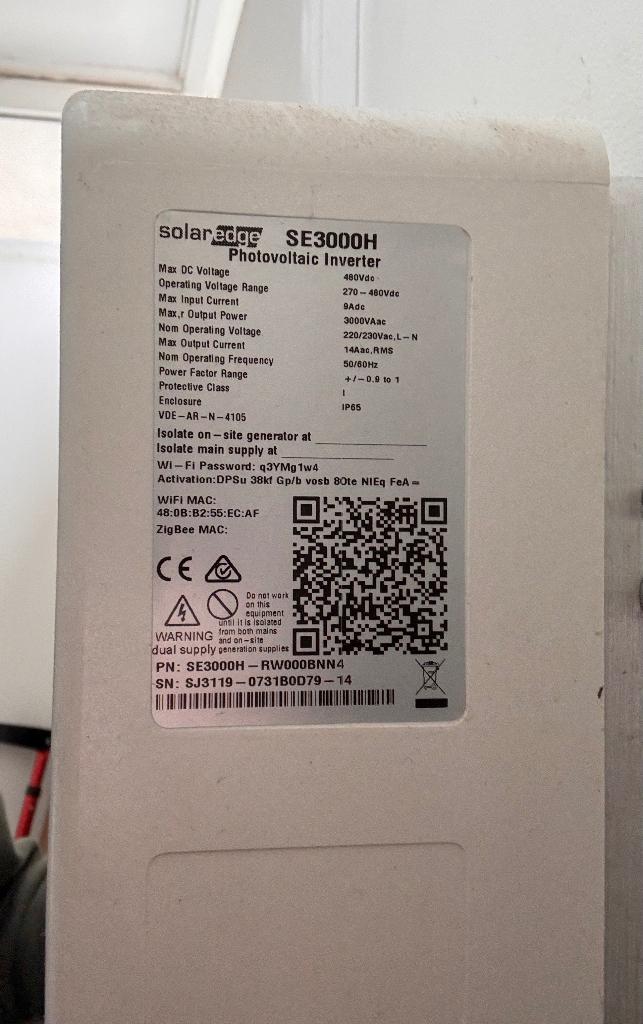 solaredge SE3000H
Photovoltaic Inverter
Max DC Voltage 480Vdc
Operating Voltage Range 270-480Vdc
Max Input Current 9Adc
Max,r Output Power 3000VAac
Nom Operating Voltage 220/230Vac,L-N
Max Output Current 14Aac,RMS
Nom Operating Frequency 50/60Hz
Power Factor Range +/-0.9 to 1
Protective Class I
Enclosure IP65
VDE-AR-N-4105
Isolate on-site generator at
Isolate main supply at
Wi-Fi Password: q3YMg1w4
Activation:DPSu 38kf Gp/b vosb 80te NIEq FeA=
WiFi MAC:
48:0B:B2:55:EC:AF
ZigBee MAC:
CE
WARNING
dual supply
Do not work
on this
equipment
until it is isolated
from both mains
and on-site
generation supplies
PN: SE3000H-RW000BNN4
SN: SJ3119-0731B0D79-14